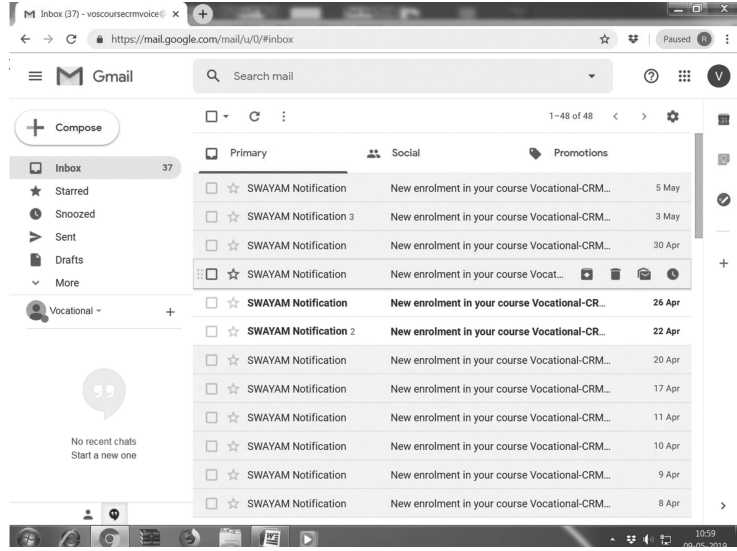 Inbox (37) - voscoursecrmvoice@
https://mail.google.com/mail/u/0/#inbox
Paused R
Gmail
Search mail
V
Compose
1–48 of 48
31
Primary Social Promotions
Inbox 37
Starred
Snoozed
Sent
Drafts
More
Vocational
No recent chats
Start a new one
SWAYAM Notification New enrolment in your course Vocational-CRM... 5 May
SWAYAM Notification 3 New enrolment in your course Vocational-CRM... 3 May
SWAYAM Notification New enrolment in your course Vocational-CRM... 30 Apr
SWAYAM Notification New enrolment in your course Vocat...
SWAYAM Notification New enrolment in your course Vocational-CR... 26 Apr
SWAYAM Notification 2 New enrolment in your course Vocational-CR... 22 Apr
SWAYAM Notification New enrolment in your course Vocational-CRM... 20 Apr
SWAYAM Notification New enrolment in your course Vocational-CRM... 17 Apr
SWAYAM Notification New enrolment in your course Vocational-CRM... 11 Apr
SWAYAM Notification New enrolment in your course Vocational-CRM... 10 Apr
SWAYAM Notification New enrolment in your course Vocational-CRM... 9 Apr
SWAYAM Notification New enrolment in your course Vocational-CRM... 8 Apr
10:59
09-05-2019